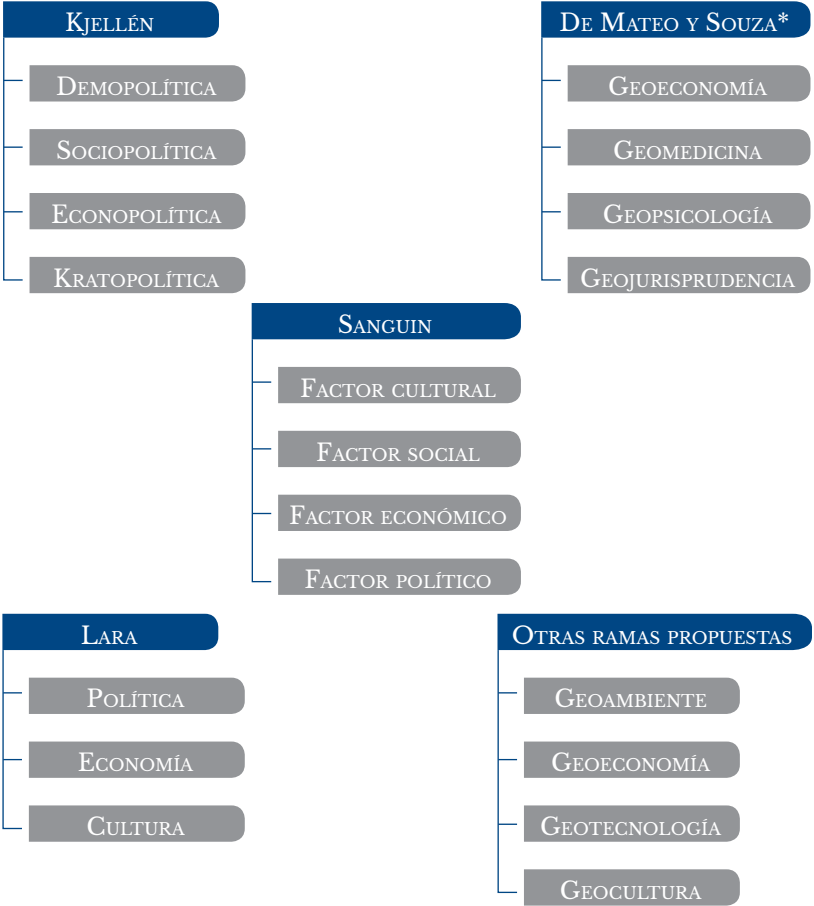 Kjellén
Demopolítica
Sociopolítica
Econopolítica
Kratopolítica
De Mateo y Souza*
Geoeconomía
Geomedicina
Geopsicología
Geojurisprudencia
Sanguin
Factor cultural
Factor social
Factor económico
Factor político
Lara
Política
Economía
Cultura
Otras ramas propuestas
Geoambiente
Geoeconomía
Geotecnología
Geocultura